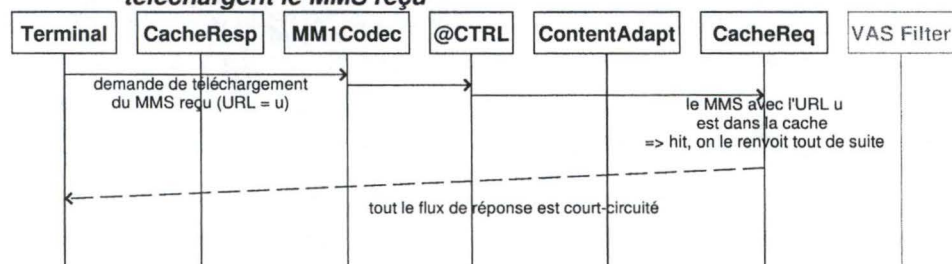 téléchargent le MMS reçu
Terminal CacheResp MM1Codec @CTRL ContentAdapt CacheReq VAS Filter
demande de téléchargement
du MMS reçu (URL = u)
le MMS avec l'URL u
est dans la cache
=> hit, on le renvoit tout de suite
tout le flux de réponse est court-circuité